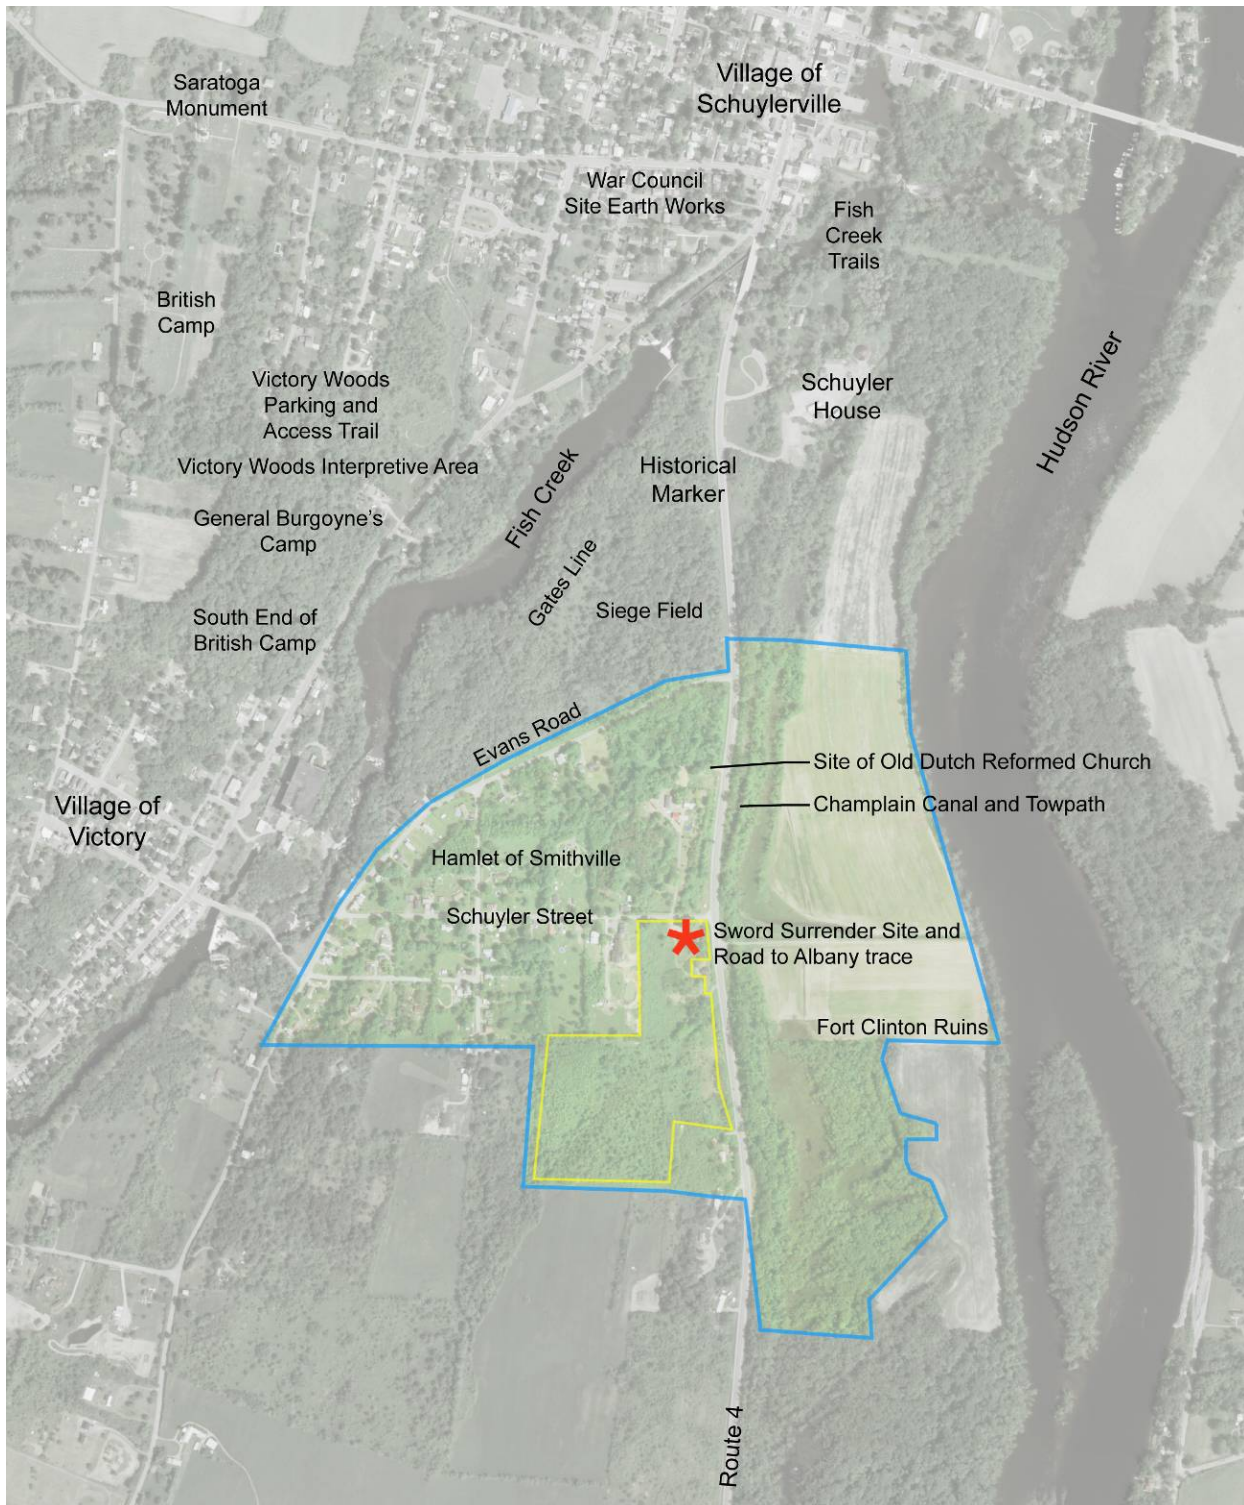 Village of
Schuylerville
Saratoga
Monument
War Council
Site Earth Works
Fish
Creek
Trails
British
Camp
Hudson River
Victory Woods
Parking and
Access Trail
Schuyler
House
Victory Woods Interpretive Area
Historical
Marker
Fish Creek
General Burgoyne's
Camp
Gates Line
Siege Field
South End of
British Camp
Evans Road
Site of Old Dutch Reformed Church
Champlain Canal and Towpath
Village of
Victory
Hamlet of Smithville
Schuyler Street
Sword Surrender Site and
Road to Albany trace
Fort Clinton Ruins
Route 4